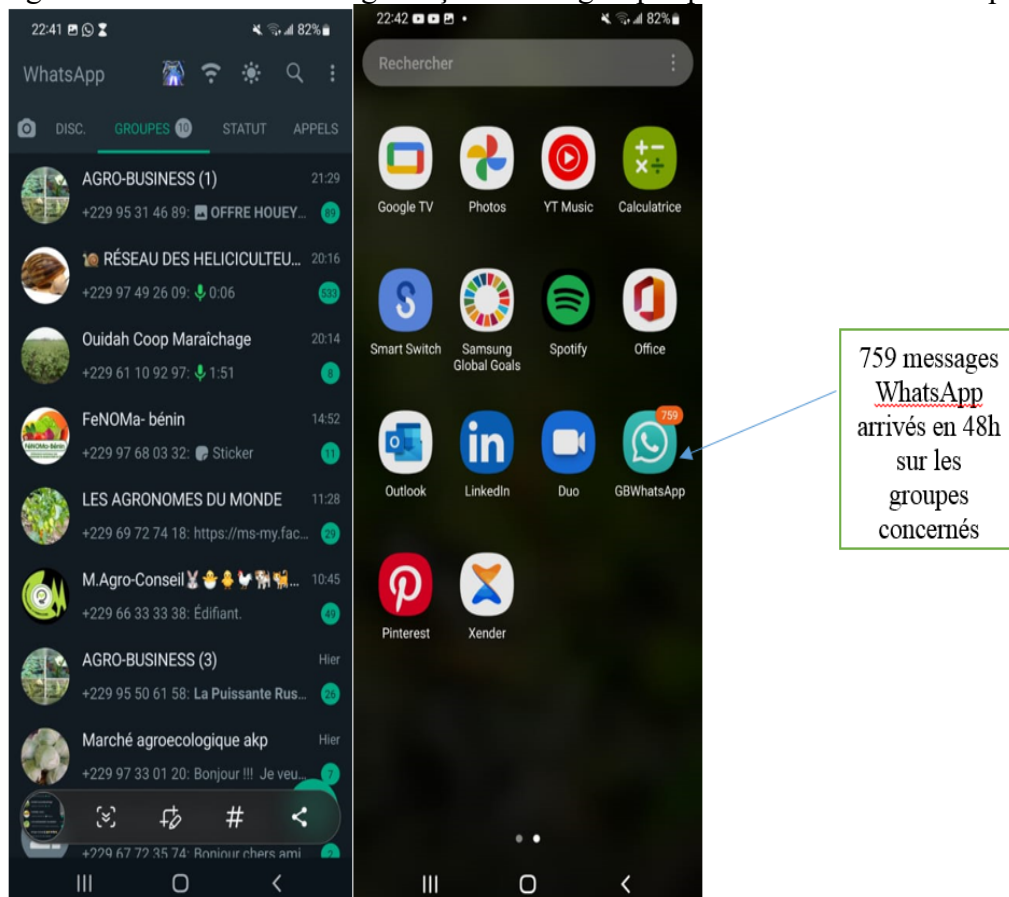 22:41
82%
WhatsApp
DISC. GROUPES 10 STATUT APPELS
AGRO-BUSINESS (1) 21:29
+229 95 31 46 89: OFFRE HOUEY... 89
RÉSEAU DES HELICICULTEU... 20:16
+229 97 49 26 09: 0:06 533
Ouidah Coop Maraîchage 20:14
+229 61 10 92 97: 1:51 8
FeNOMa- bénin 14:52
+229 97 68 03 32: Sticker 11
LES AGRONOMES DU MONDE 11:28
+229 69 72 74 18: https://ms-my.fac... 29
M.Agro-Conseil🐰🐣🐥🐓🐕🐈... 10:45
+229 66 33 33 38: Édifiant. 49
AGRO-BUSINESS (3) Hier
+229 95 50 61 58: La Puissante Rus... 26
Marché agroecologique akp Hier
+229 97 33 01 20: Bonjour !!! Je veu... 7
+229 67 72 35 74: Bonjour chers ami 2
22:42
82%
Rechercher
Google TV Photos YT Music Calculatrice
Smart Switch Samsung Global Goals Spotify Office
Outlook LinkedIn Duo GBWhatsApp
759
Pinterest Xender
759 messages
WhatsApp
arrivés en 48h
sur les
groupes
concernés